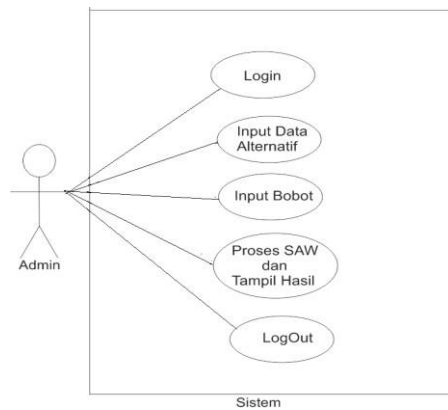 Login
Input Data
Alternatif
Input Bobot
Proses SAW
dan
Tampil Hasil
LogOut
Admin
Sistem